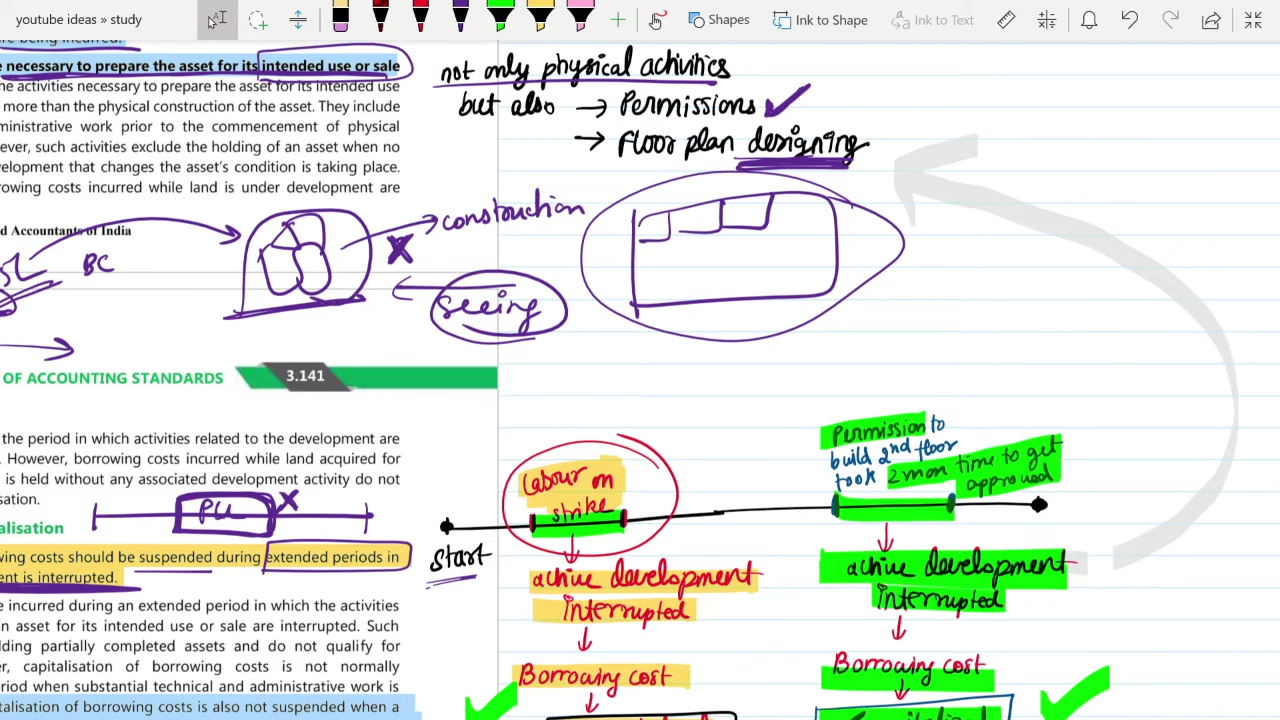 youtube ideas » study
Shapes
Ink to Shape
Ink to Text
are being incurred.
e necessary to prepare the asset for its intended use or sale
he activities necessary to prepare the asset for its intended use
more than the physical construction of the asset. They include
ministrative work prior to the commencement of physical
ever, such activities exclude the holding of an asset when no
velopment that changes the asset's condition is taking place.
rowing costs incurred while land is under development are
ed Accountants of India
BC
OF ACCOUNTING STANDARDS
3.141
the period in which activities related to the development are
. However, borrowing costs incurred while land acquired for
is held without any associated development activity do not
isation.
alisation
wing costs should be suspended during extended periods in
ent is interrupted.
e incurred during an extended period in which the activities
an asset for its intended use or sale are interrupted. Such
lding partially completed assets and do not qualify for
er, capitalisation of borrowing costs is not normally
eriod when substantial technical and administrative work is
italisation of borrowing costs is also not suspended when a
not only physical activities
but also → Permissions
→ Floor plan designing
construction
seeing
start
Labour on
strike
active development
interrupted
Borrowing cost
Permission to
build 2nd floor
took 2 mon time to get
approved
active development
interrupted
Borrowing cost